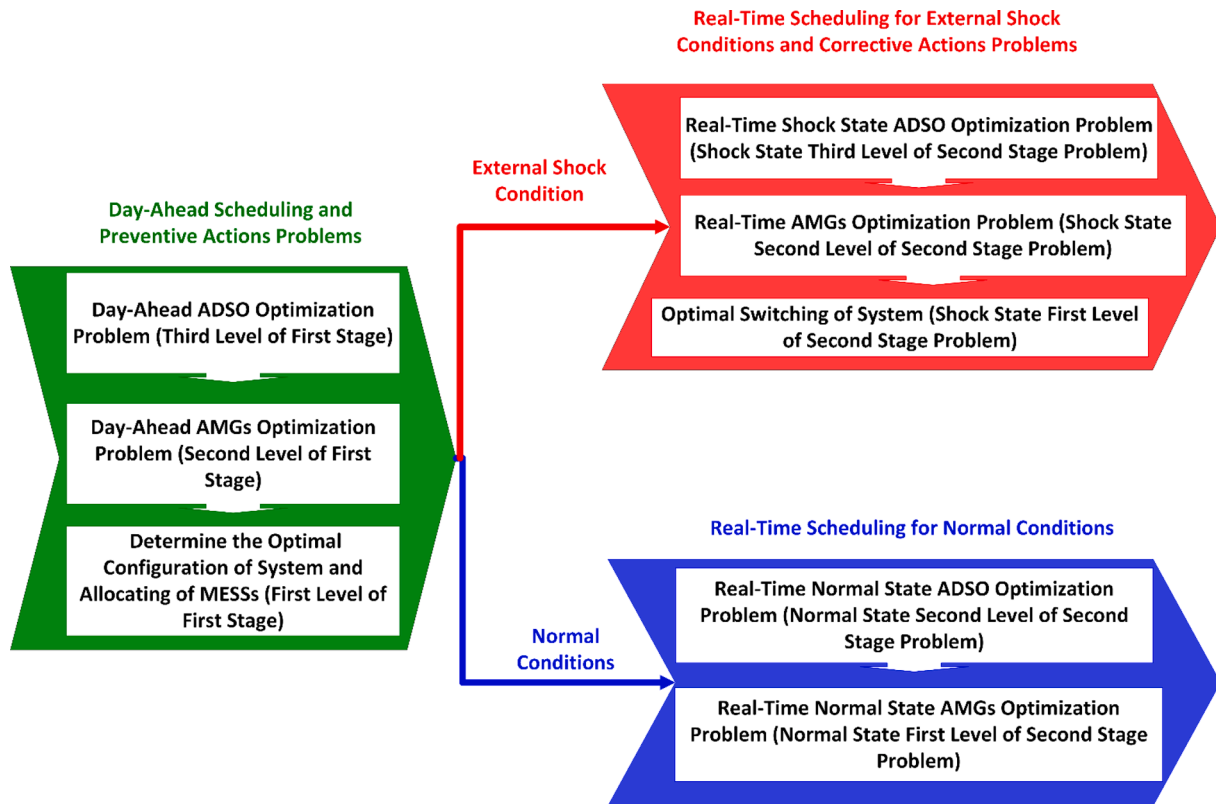 Day-Ahead Scheduling and
Preventive Actions Problems
Day-Ahead ADSO Optimization
Problem (Third Level of First Stage)
Day-Ahead AMGs Optimization
Problem (Second Level of First
Stage)
Determine the Optimal
Configuration of System and
Allocating of MESSs (First Level of
First Stage)
External Shock
Condition
Normal
Conditions
Real-Time Scheduling for External Shock
Conditions and Corrective Actions Problems
Real-Time Shock State ADSO Optimization Problem
(Shock State Third Level of Second Stage Problem)
Real-Time AMGs Optimization Problem (Shock State
Second Level of Second Stage Problem)
Optimal Switching of System (Shock State First Level
of Second Stage Problem)
Real-Time Scheduling for Normal Conditions
Real-Time Normal State ADSO Optimization
Problem (Normal State Second Level of Second
Stage Problem)
Real-Time Normal State AMGs Optimization
Problem (Normal State First Level of Second Stage
Problem)